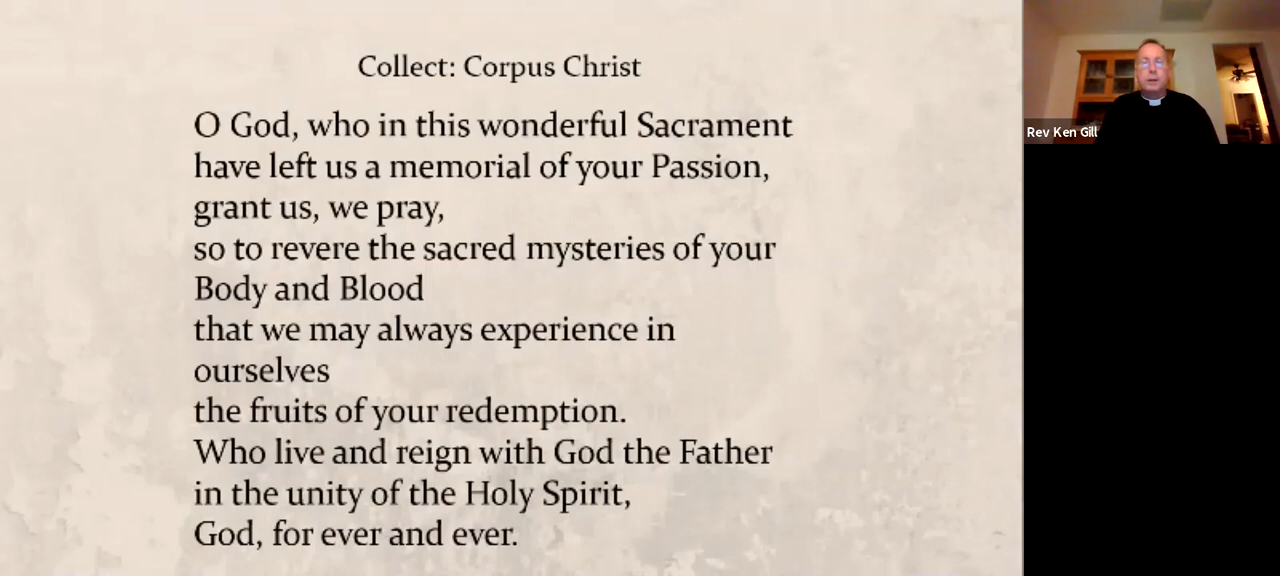 Collect: Corpus Christ
O God, who in this wonderful Sacrament
have left us a memorial of your Passion,
grant us, we pray,
so to revere the sacred mysteries of your
Body and Blood
that we may always experience in
ourselves
the fruits of your redemption.
Who live and reign with God the Father
in the unity of the Holy Spirit,
God, for ever and ever.
Rev Ken Gill